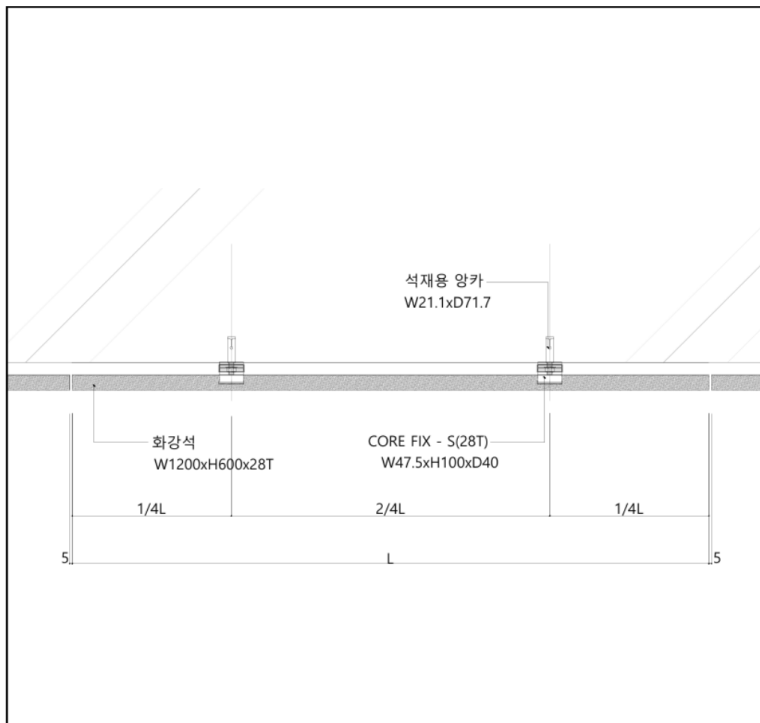 석재용 앙카
W21.1xD71.7
화강석
W1200xH600x28T
CORE FIX - S(28T)
W47.5xH100xD40
1/4L
2/4L
1/4L
5
L
5